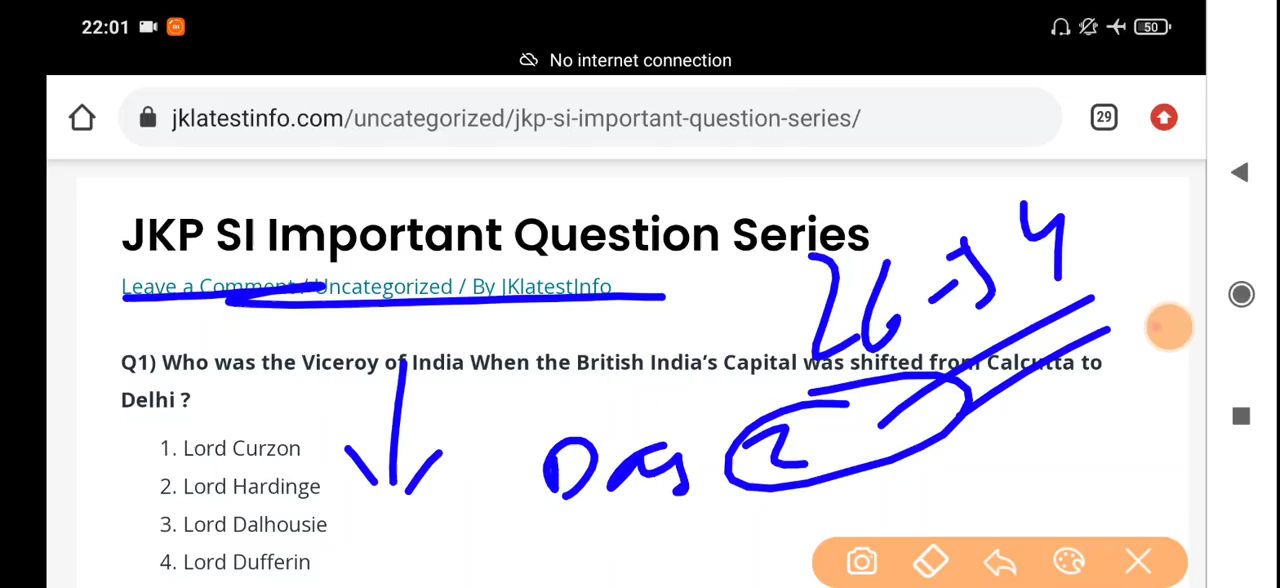 22:01
50
No internet connection
jklatestinfo.com/uncategorized/jkp-si-important-question-series/
29
JKP SI Important Question Series
Leave a Comment / Uncategorized / By JKlatestInfo
26 → 4
Q1) Who was the Viceroy of India When the British India's Capital was shifted from Calcutta to
Delhi ?
1. Lord Curzon
2. Lord Hardinge
3. Lord Dalhousie
4. Lord Dufferin
Day 2